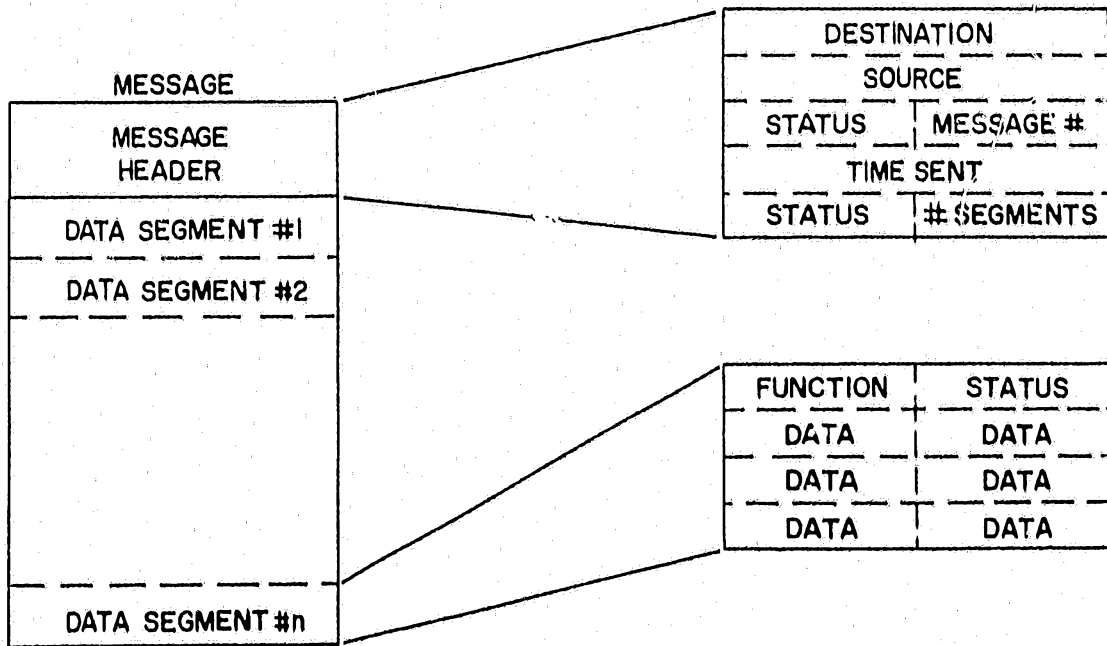 MESSAGE
MESSAGE
HEADER
DATA SEGMENT #1
DATA SEGMENT #2
DATA SEGMENT #n
DESTINATION
SOURCE
STATUS MESSAGE #
TIME SENT
STATUS # SEGMENTS
FUNCTION STATUS
DATA DATA
DATA DATA
DATA DATA